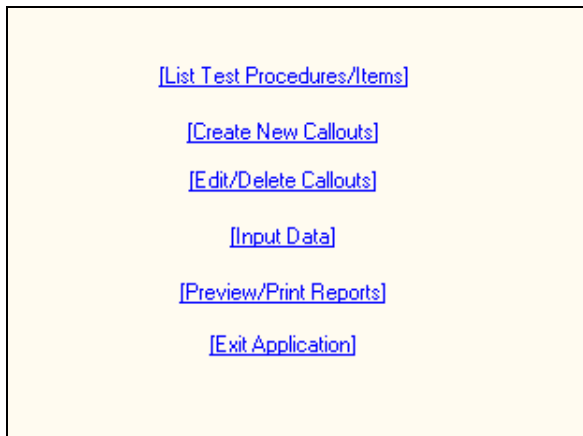 [List Test Procedures/Items]
[Create New Callouts]
[Edit/Delete Callouts]
[Input Data]
[Preview/Print Reports]
[Exit Application]